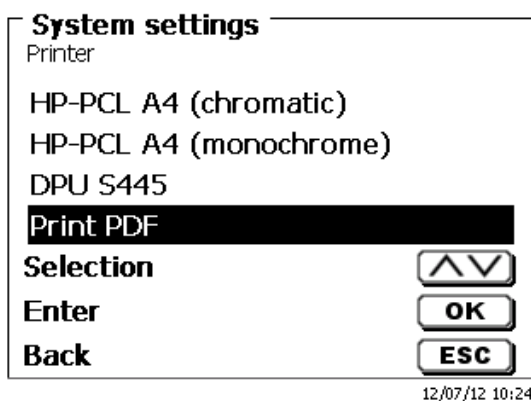 System settings
Printer
HP-PCL A4 (chromatic)
HP-PCL A4 (monochrome)
DPU S445
Print PDF
Selection
Enter OK
Back ESC
12/07/12 10:24